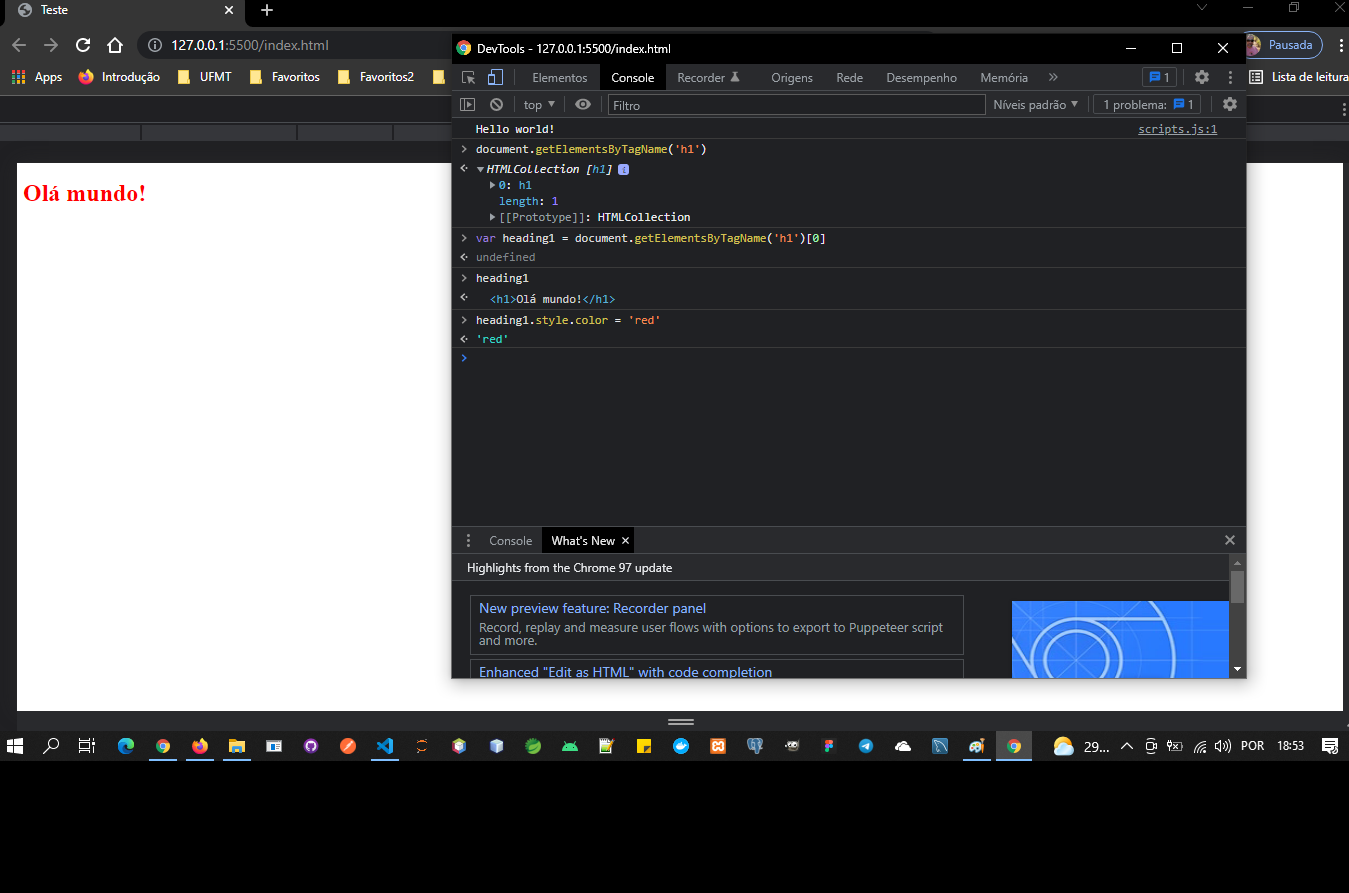 Teste
127.0.0.1:5500/index.html
Pausada
Apps Introdução UFMT Favoritos Favoritos2 Lista de leitura
Olá mundo!
DevTools - 127.0.0.1:5500/index.html
Elementos Console Recorder Origens Rede Desempenho Memória » 1
top Filtro Níveis padrão 1 problema: 1
Hello world! scripts.js:1
> document.getElementsByTagName('h1')
HTMLCollection [h1] i
0: h1
length: 1
[[Prototype]]: HTMLCollection
> var heading1 = document.getElementsByTagName('h1')[0]
undefined
> heading1
<h1>Olá mundo!</h1>
> heading1.style.color = 'red'
'red'
>
Console What's New
Highlights from the Chrome 97 update
New preview feature: Recorder panel
Record, replay and measure user flows with options to export to Puppeteer script
and more.
Enhanced "Edit as HTML" with code completion
29... POR 18:53